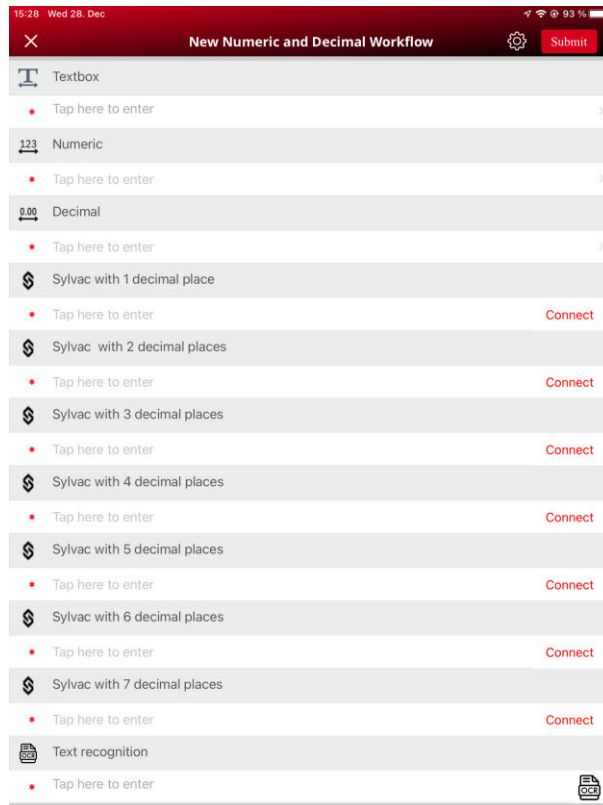 15:28 Wed 28. Dec 93 %
New Numeric and Decimal Workflow Submit
T Textbox
* Tap here to enter
123 Numeric
* Tap here to enter
0.00 Decimal
* Tap here to enter
Sylvac with 1 decimal place
* Tap here to enter Connect
Sylvac with 2 decimal places
* Tap here to enter Connect
Sylvac with 3 decimal places
* Tap here to enter Connect
Sylvac with 4 decimal places
* Tap here to enter Connect
Sylvac with 5 decimal places
* Tap here to enter Connect
Sylvac with 6 decimal places
* Tap here to enter Connect
Sylvac with 7 decimal places
* Tap here to enter Connect
OCR Text recognition
* Tap here to enter OCR